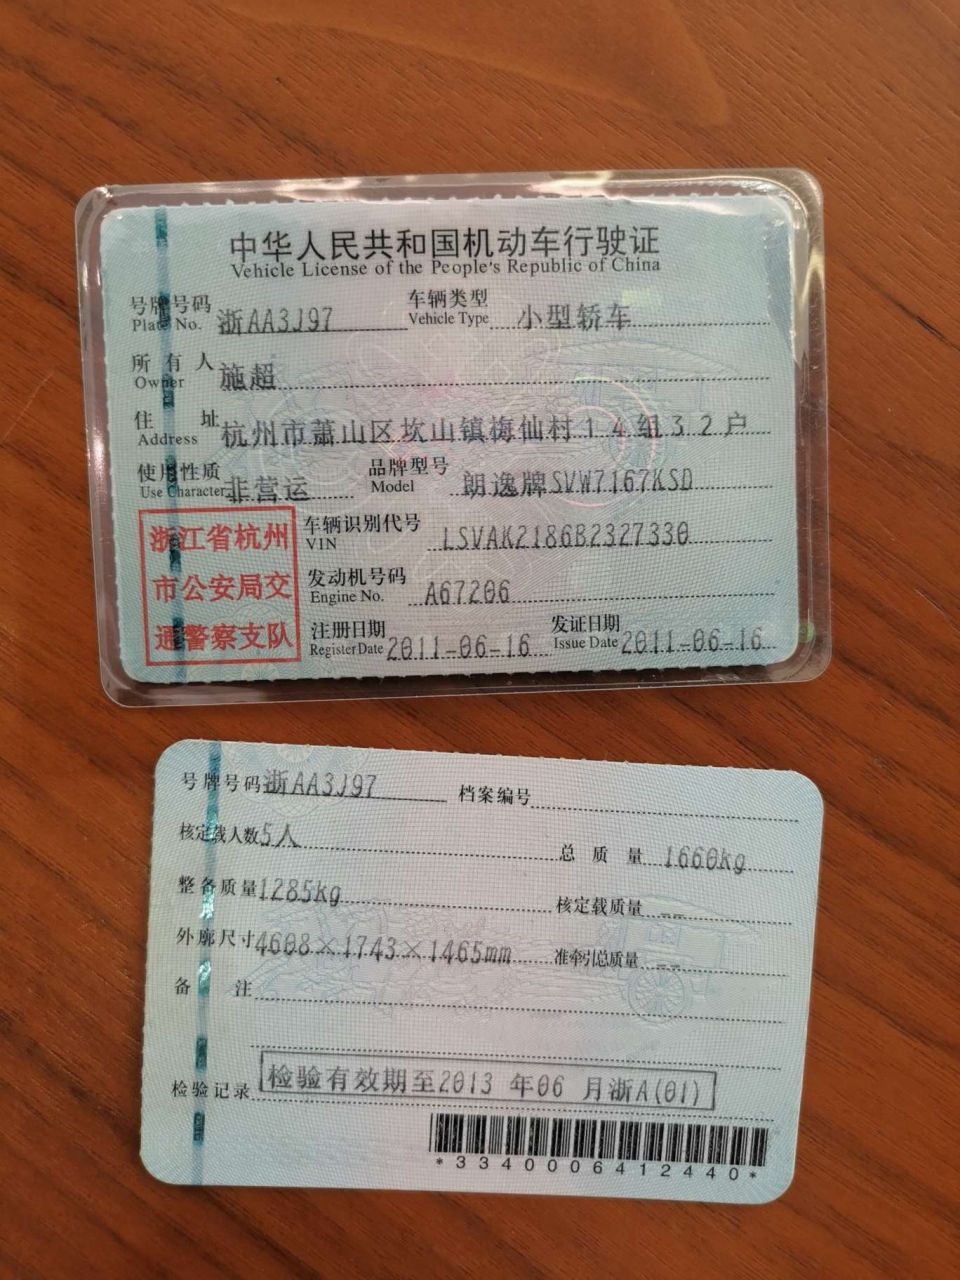 中华人民共和国机动车行驶证
Vehicle License of the People's Republic of China
号牌号码 浙AA3J97 车辆类型 小型轿车
Plate No. Vehicle Type
所有人 施超
Owner
住址 杭州市萧山区坎山镇梅仙村14组32户
Address
使用性质 非营运 品牌型号 朗逸牌SVW7167KSD
Use Character Model
浙江省杭州
市公安局交
通警察支队
车辆识别代号 LSVAK2186B2327330
VIN
发动机号码 A67206
Engine No.
注册日期 2011-06-16 发证日期 2011-06-16
Register Date Issue Date
号牌号码 浙AA3J97 档案编号
核定载人数 5人 总质量 1660kg
整备质量 1285kg 核定载质量 --
外廓尺寸 4608×1743×1465mm 准牵引总质量 --
备注
检验记录 检验有效期至2013 年06 月浙A(01)
*3340006412440*